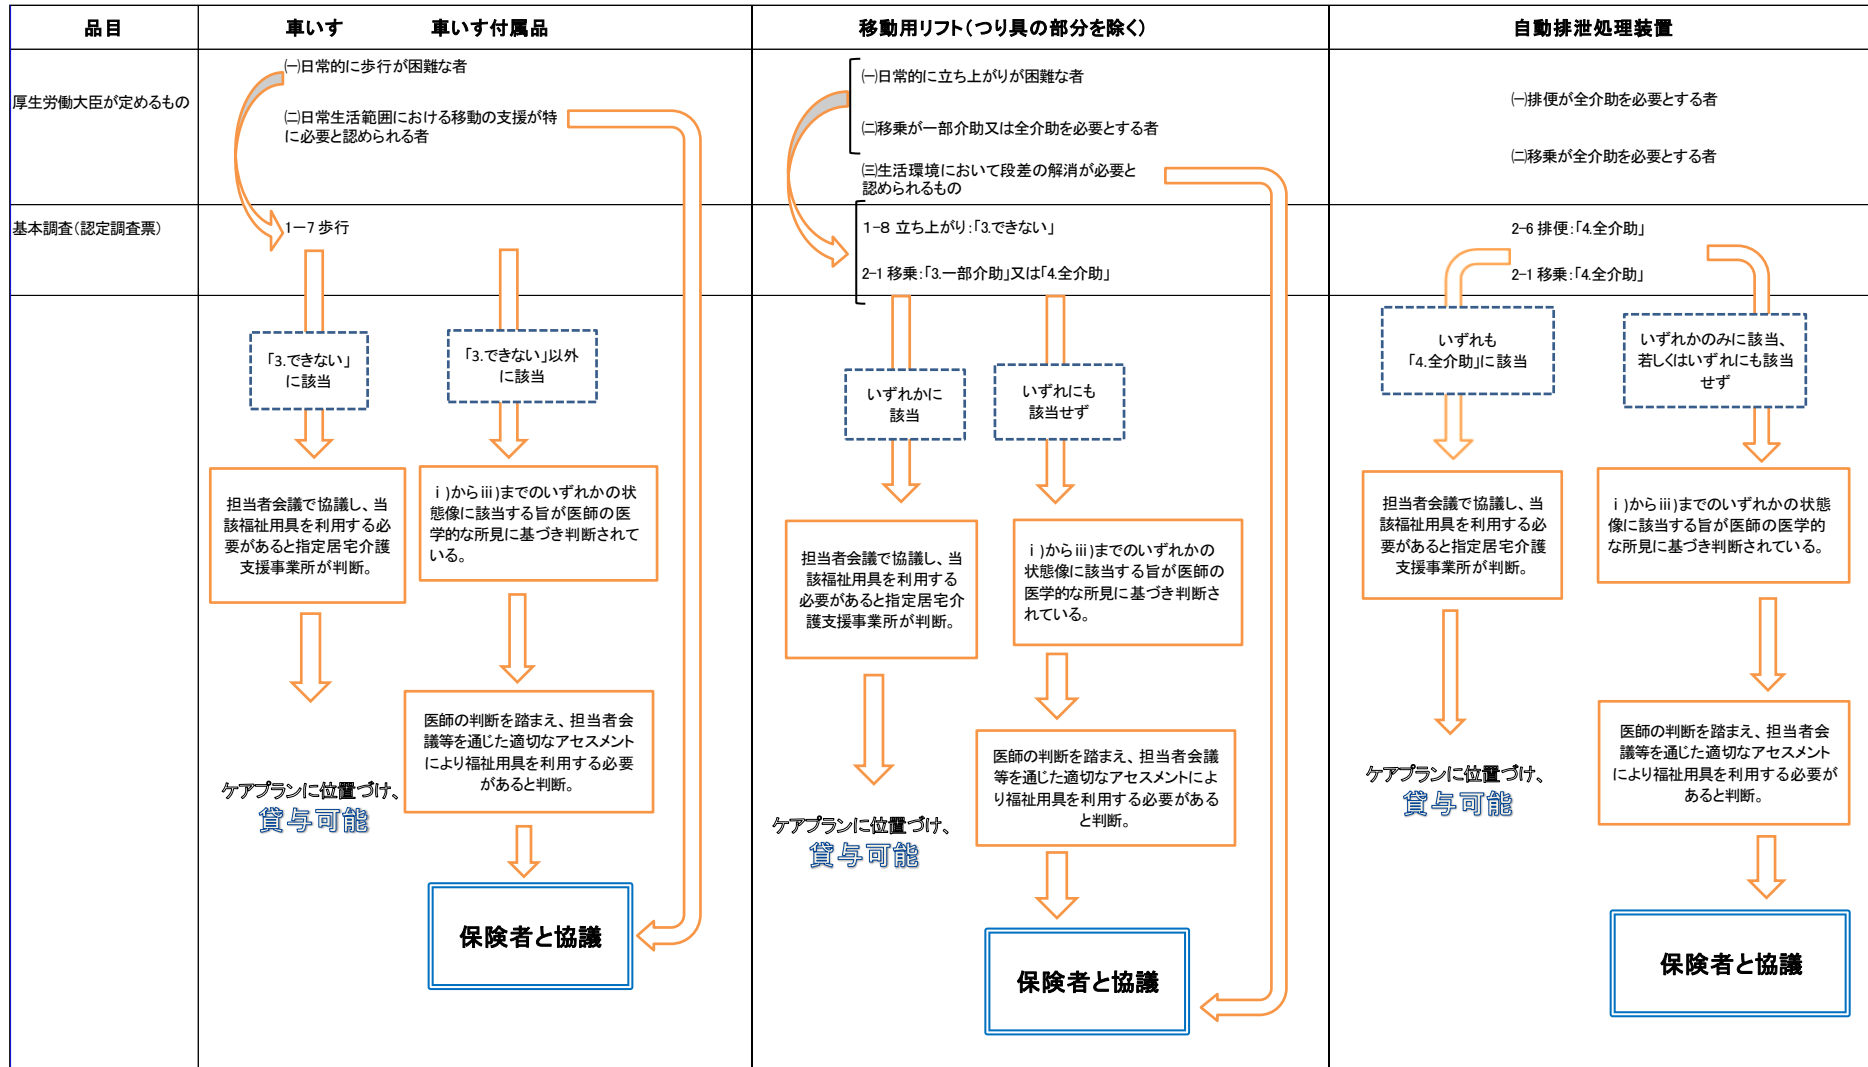 品目
車いす
車いす付属品
移動用リフト(つり具の部分を除く)
自動排泄処理装置
厚生労働大臣が定めるもの
㈠日常的に歩行が困難な者
㈡日常生活範囲における移動の支援が特
に必要と認められる者
㈠日常的に立ち上がりが困難な者
㈡移乗が一部介助又は全介助を必要とする者
㈢生活環境において段差の解消が必要と
認められるもの
㈠排便が全介助を必要とする者
㈡移乗が全介助を必要とする者
基本調査(認定調査票)
1-7 歩行
1-8 立ち上がり:「3.できない」
2-1 移乗:「3.一部介助」又は「4.全介助」
2-6 排便:「4.全介助」
2-1 移乗:「4.全介助」
「3.できない」
に該当
「3.できない」以外
に該当
いずれかに
該当
いずれにも
該当せず
いずれも
「4.全介助」に該当
いずれかのみに該当、
若しくはいずれにも該当
せず
担当者会議で協議し、当
該福祉用具を利用する必
要があると指定居宅介護
支援事業所が判断。
ⅰ)からⅲ)までのいずれかの状
態像に該当する旨が医師の医
学的な所見に基づき判断されて
いる。
担当者会議で協議し、当
該福祉用具を利用する
必要があると指定居宅介
護支援事業所が判断。
ⅰ)からⅲ)までのいずれかの
状態像に該当する旨が医師の
医学的な所見に基づき判断さ
れている。
担当者会議で協議し、当
該福祉用具を利用する必
要があると指定居宅介護
支援事業所が判断。
ⅰ)からⅲ)までのいずれかの状態
像に該当する旨が医師の医学的
な所見に基づき判断されている。
医師の判断を踏まえ、担当者会
議等を通じた適切なアセスメント
により福祉用具を利用する必要
があると判断。
医師の判断を踏まえ、担当者会議
等を通じた適切なアセスメントによ
り福祉用具を利用する必要がある
と判断。
医師の判断を踏まえ、担当者会
議等を通じた適切なアセスメント
により福祉用具を利用する必要が
あると判断。
ケアプランに位置づけ、
貸与可能
ケアプランに位置づけ、
貸与可能
ケアプランに位置づけ、
貸与可能
保険者と協議
保険者と協議
保険者と協議